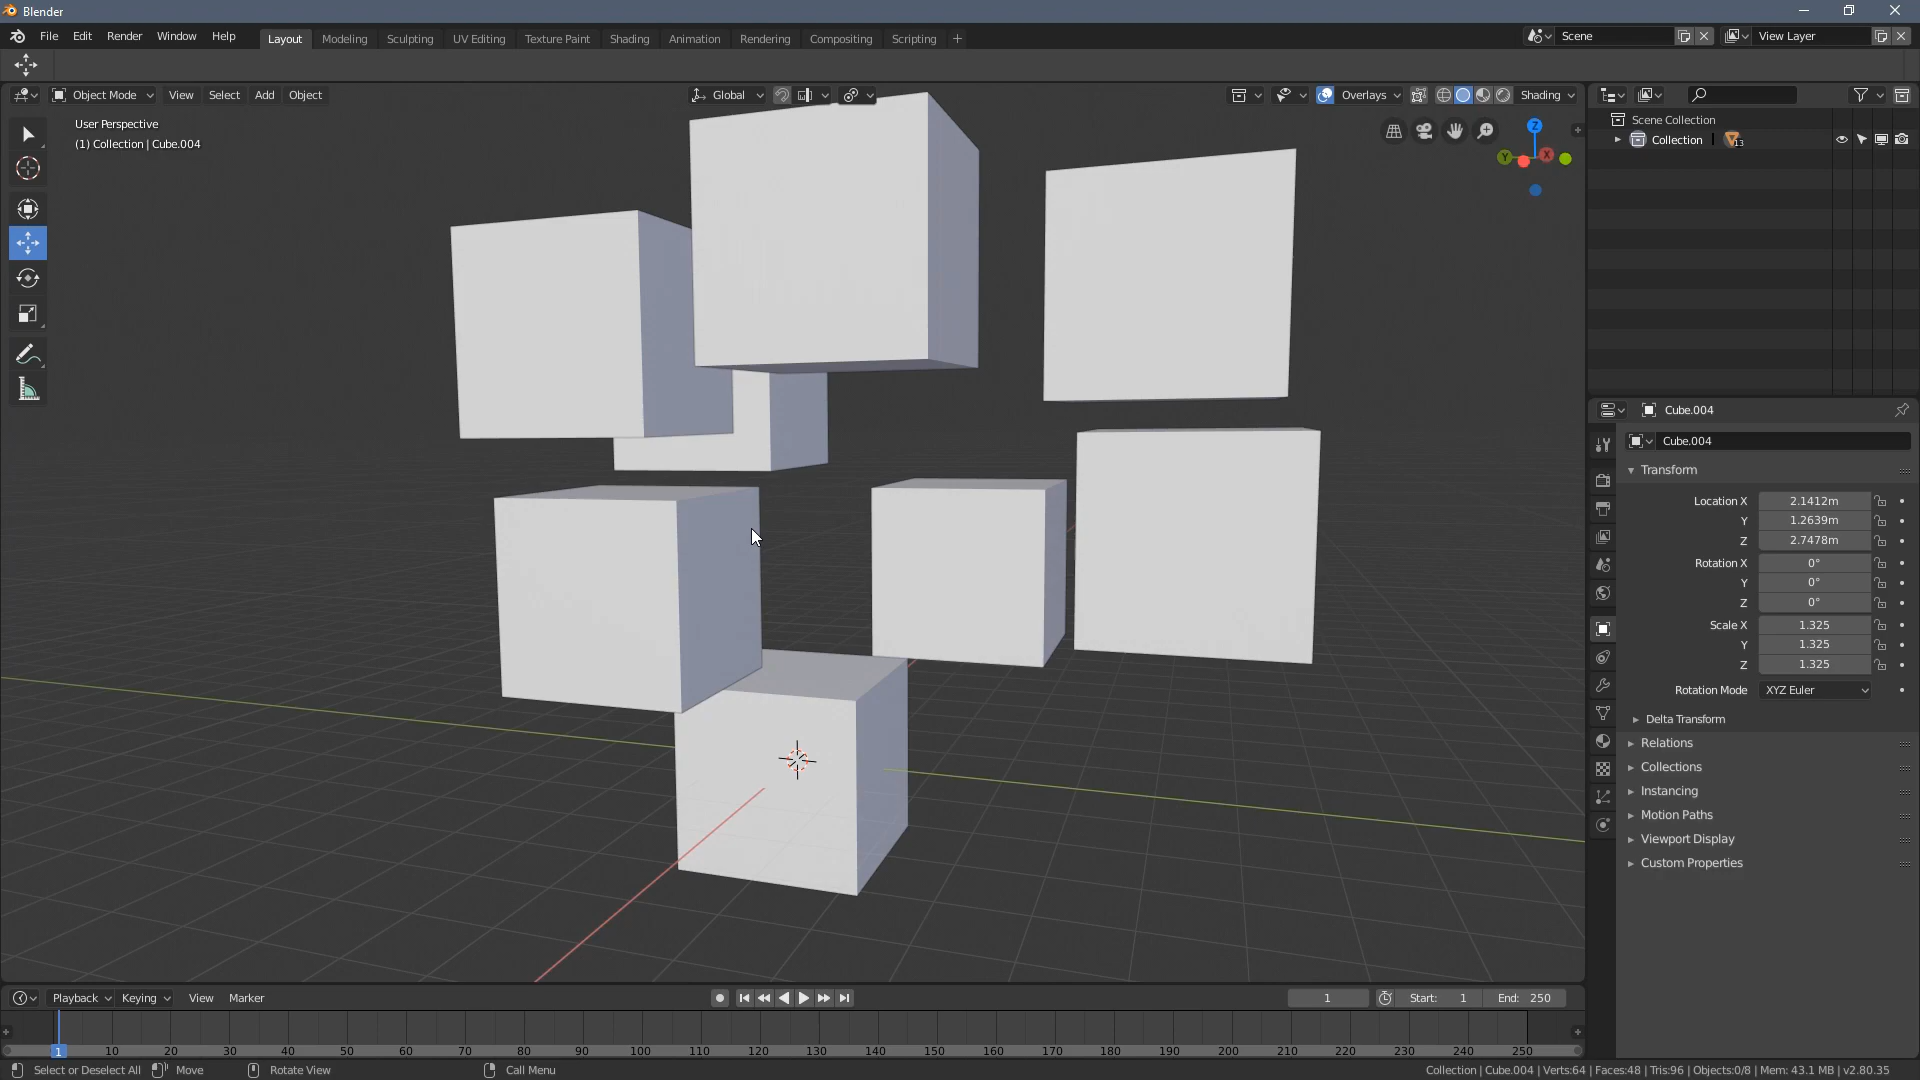 Blender
File Edit Render Window Help Layout Modeling Sculpting UV Editing Texture Paint Shading Animation Rendering Compositing Scripting + Scene View Layer
Object Mode View Select Add Object Global Overlays Shading
User Perspective
(1) Collection | Cube.004
Z
Y X
Scene Collection
Collection 13
Cube.004
Cube.004
Transform
Location X 2.1412m
Y 1.2639m
Z 2.7478m
Rotation X 0°
Y 0°
Z 0°
Scale X 1.325
Y 1.325
Z 1.325
Rotation Mode XYZ Euler
Delta Transform
Relations
Collections
Instancing
Motion Paths
Viewport Display
Custom Properties
Playback Keying View Marker 1 Start: 1 End: 250
1 10 20 30 40 50 60 70 80 90 100 110 120 130 140 150 160 170 180 190 200 210 220 230 240 250
Select or Deselect All Move Rotate View Call Menu Collection | Cube.004 | Verts:64 | Faces:48 | Tris:96 | Objects:0/8 | Mem: 43.1 MB | v2.80.35